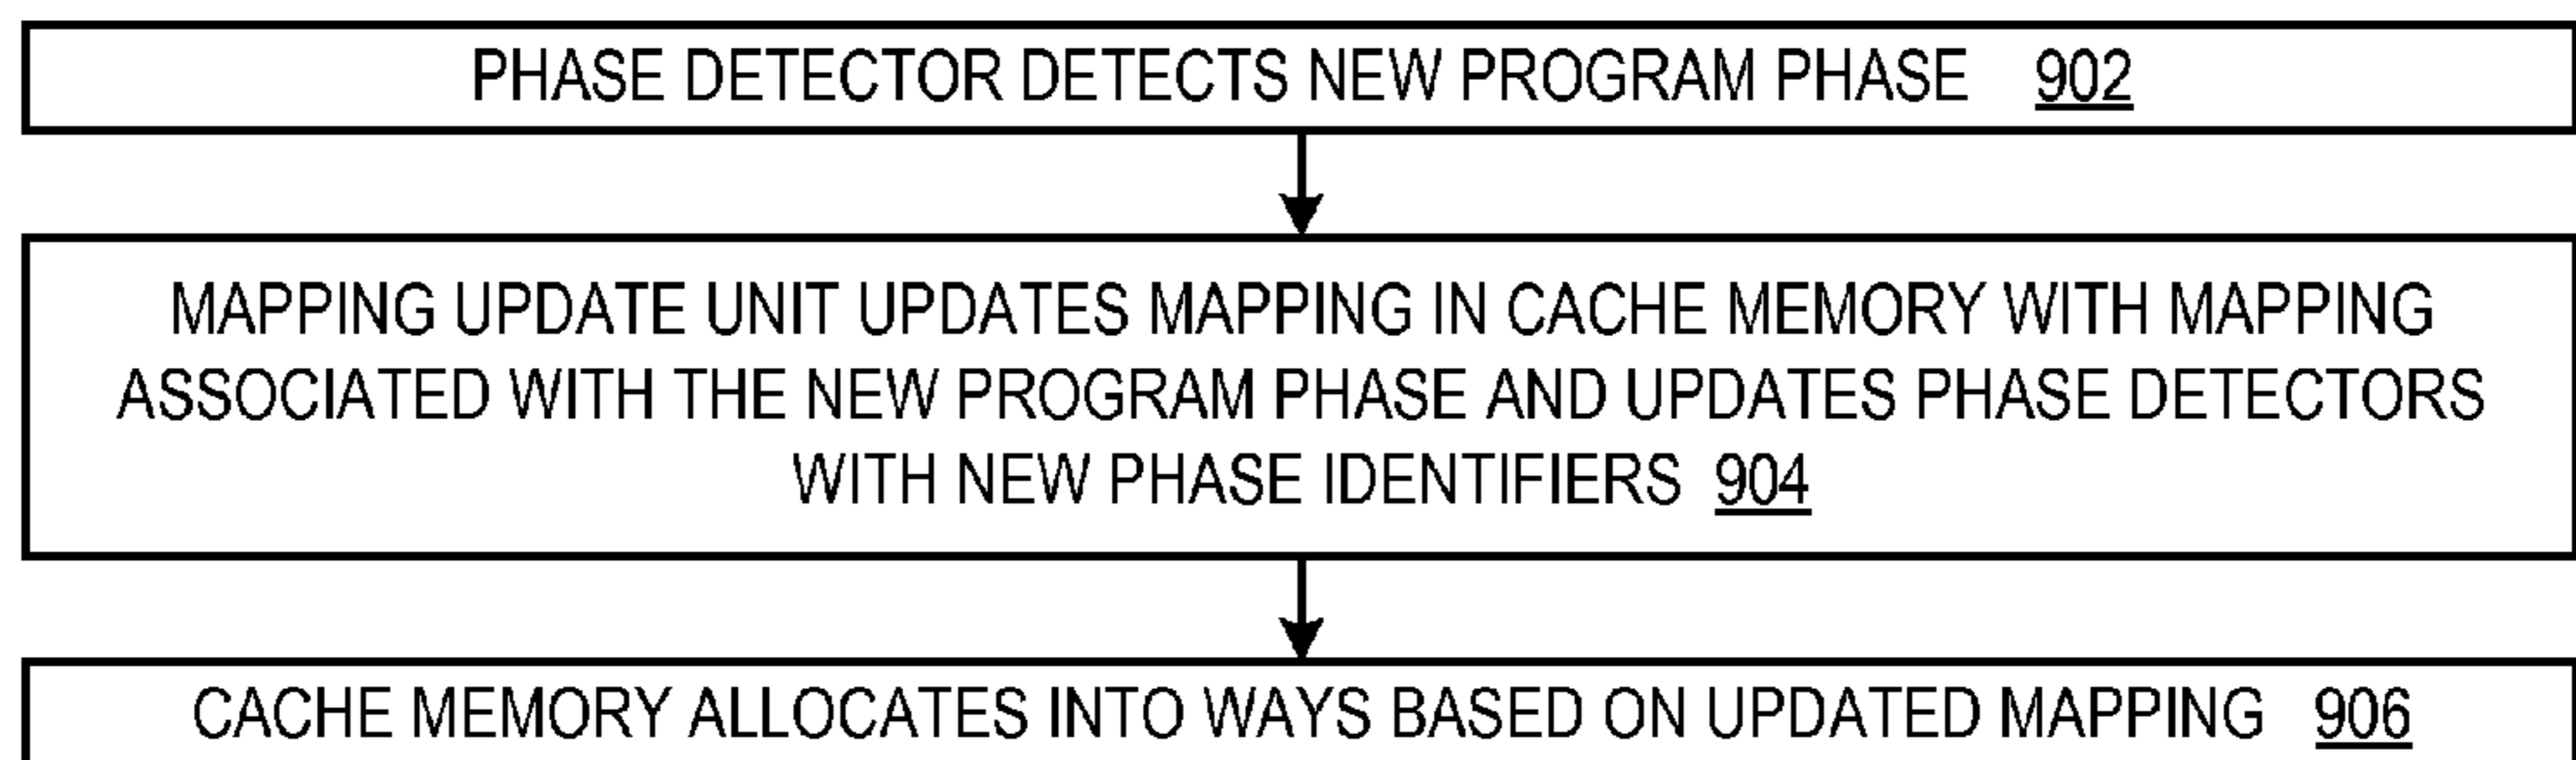 PHASE DETECTOR DETECTS NEW PROGRAM PHASE 902
MAPPING UPDATE UNIT UPDATES MAPPING IN CACHE MEMORY WITH MAPPING
ASSOCIATED WITH THE NEW PROGRAM PHASE AND UPDATES PHASE DETECTORS
WITH NEW PHASE IDENTIFIERS 904
CACHE MEMORY ALLOCATES INTO WAYS BASED ON UPDATED MAPPING 906